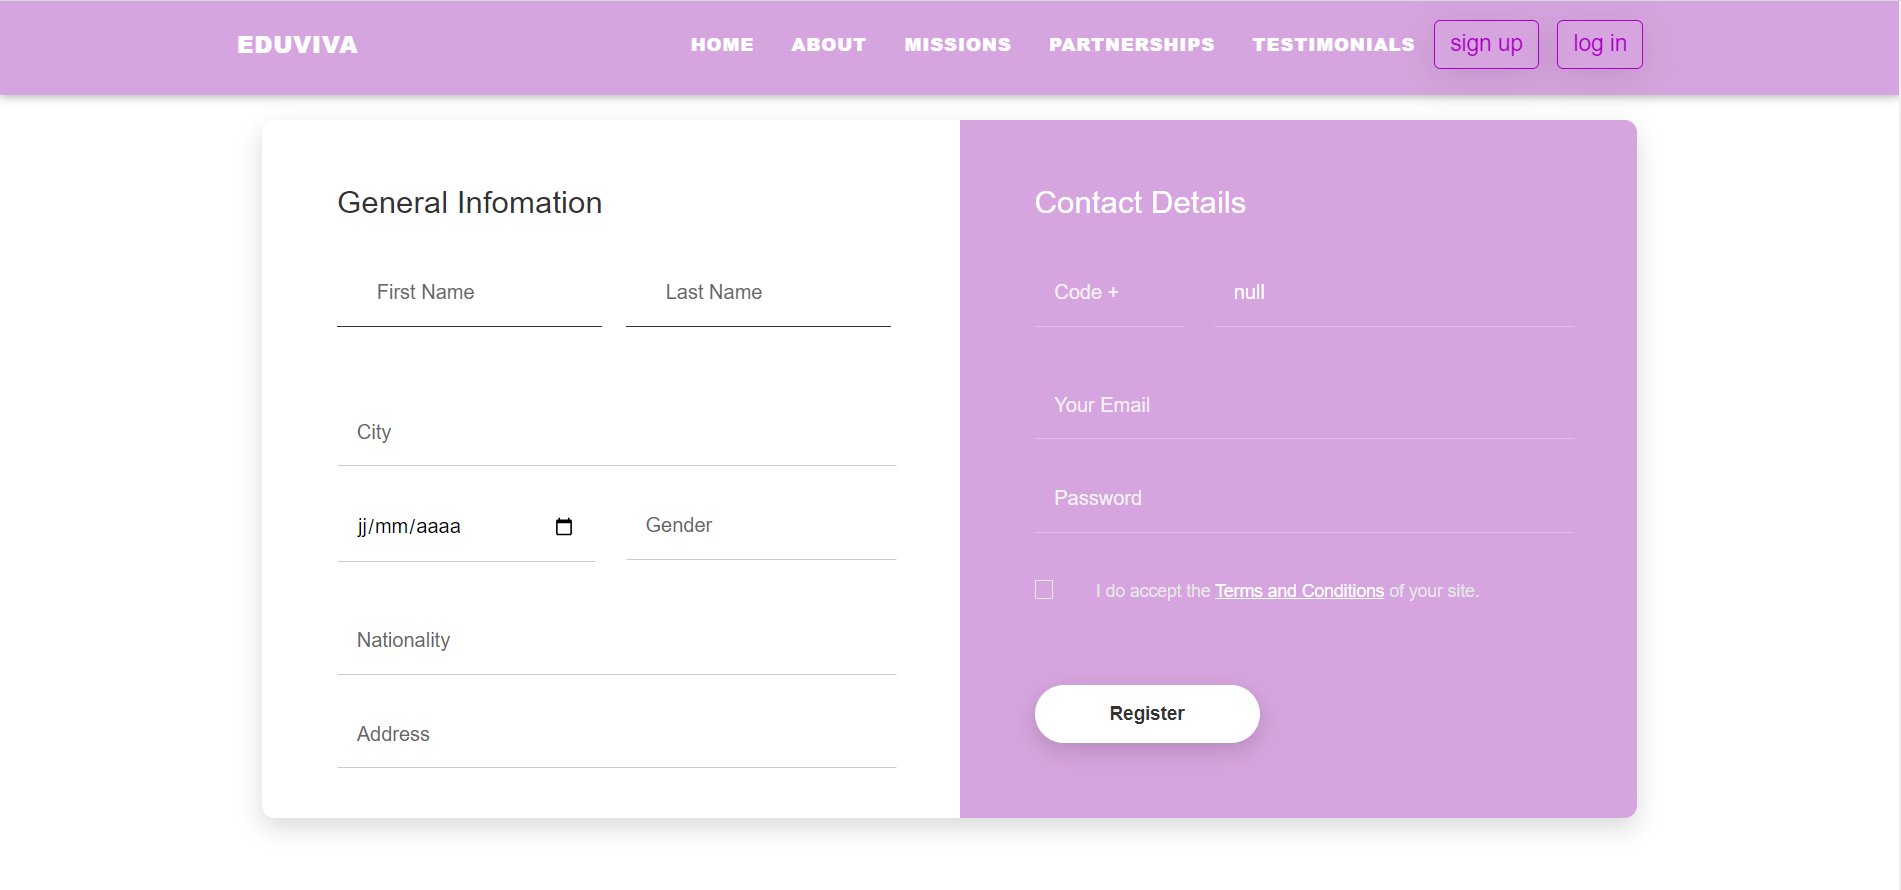 EDUVIVA HOME ABOUT MISSIONS PARTNERSHIPS TESTIMONIALS sign up log in
General Infomation
First Name Last Name
City
jj/mm/aaaa Gender
Nationality
Address
Contact Details
Code + null
Your Email
Password
I do accept the Terms and Conditions of your site.
Register